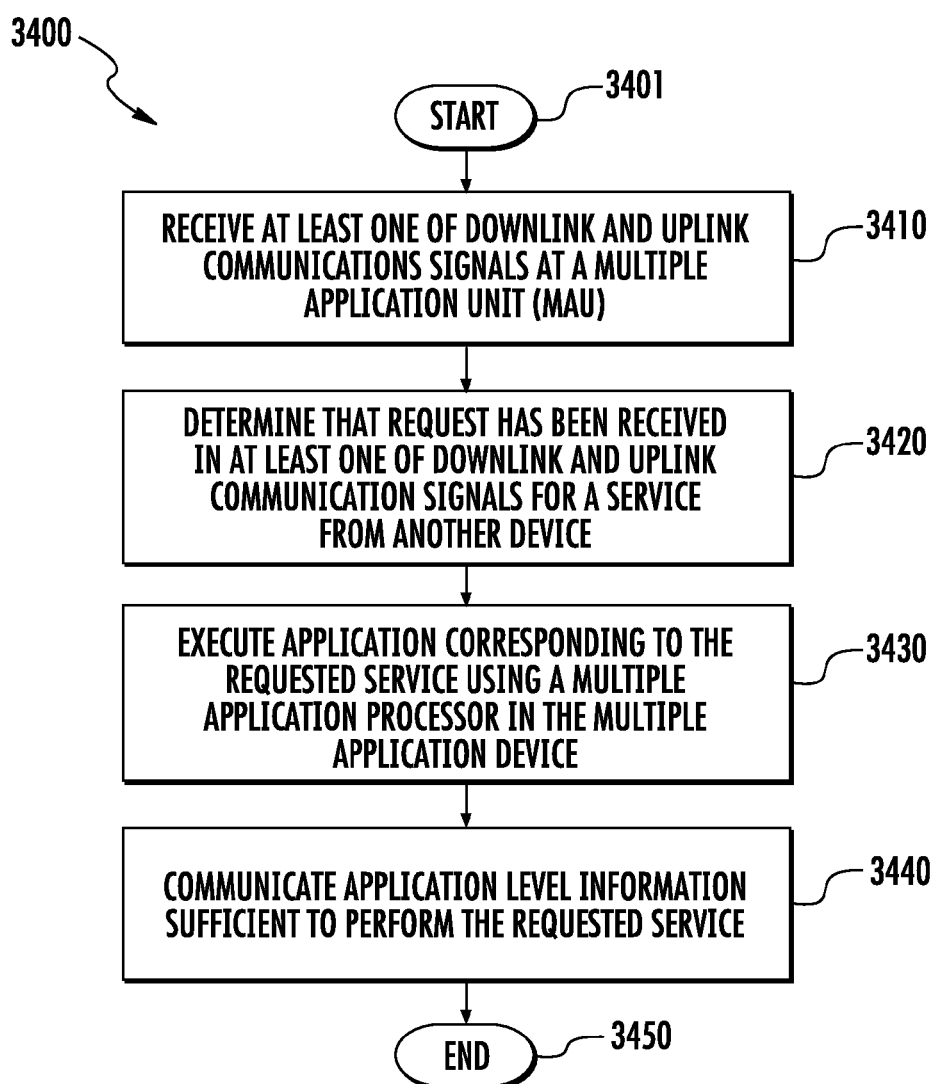 3400
START
3401
RECEIVE AT LEAST ONE OF DOWNLINK AND UPLINK
COMMUNICATIONS SIGNALS AT A MULTIPLE
APPLICATION UNIT (MAU)
3410
DETERMINE THAT REQUEST HAS BEEN RECEIVED
IN AT LEAST ONE OF DOWNLINK AND UPLINK
COMMUNICATION SIGNALS FOR A SERVICE
FROM ANOTHER DEVICE
3420
EXECUTE APPLICATION CORRESPONDING TO THE
REQUESTED SERVICE USING A MULTIPLE
APPLICATION PROCESSOR IN THE MULTIPLE
APPLICATION DEVICE
3430
COMMUNICATE APPLICATION LEVEL INFORMATION
SUFFICIENT TO PERFORM THE REQUESTED SERVICE
3440
END
3450